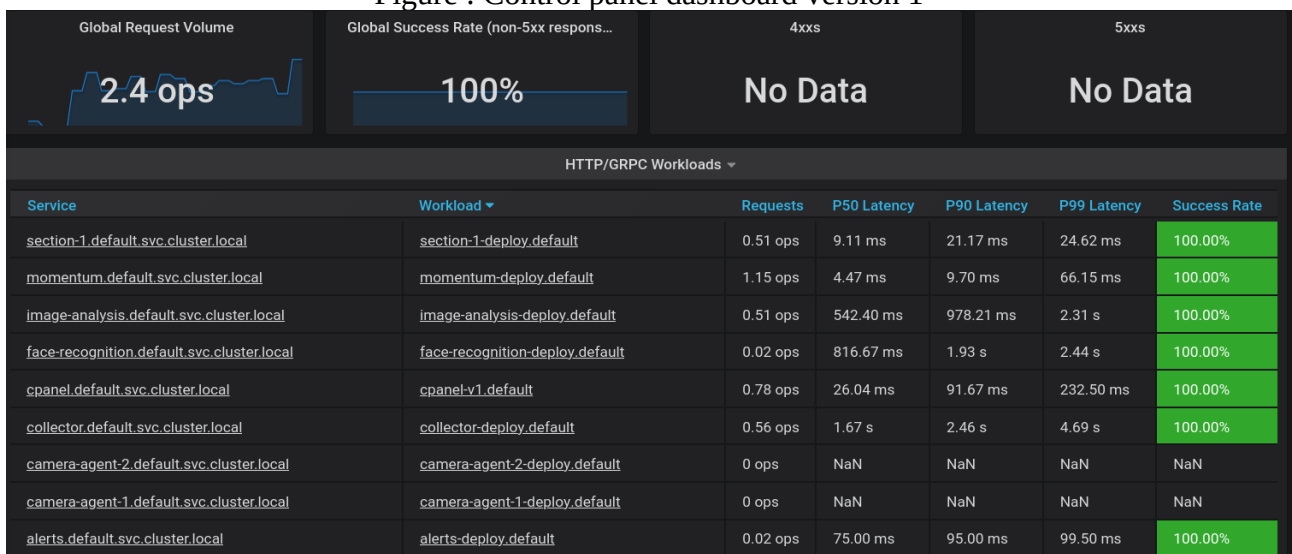 Figure : Control panel dashboard version 1
Global Request Volume Global Success Rate (non-5xx respons... 4xxs 5xxs
2.4 ops 100% No Data No Data
HTTP/GRPC Workloads
Service Workload Requests P50 Latency P90 Latency P99 Latency Success Rate
section-1.default.svc.cluster.local section-1-deploy.default 0.51 ops 9.11 ms 21.17 ms 24.62 ms 100.00%
momentum.default.svc.cluster.local momentum-deploy.default 1.15 ops 4.47 ms 9.70 ms 66.15 ms 100.00%
image-analysis.default.svc.cluster.local image-analysis-deploy.default 0.51 ops 542.40 ms 978.21 ms 2.31 s 100.00%
face-recognition.default.svc.cluster.local face-recognition-deploy.default 0.02 ops 816.67 ms 1.93 s 2.44 s 100.00%
cpanel.default.svc.cluster.local cpanel-v1.default 0.78 ops 26.04 ms 91.67 ms 232.50 ms 100.00%
collector.default.svc.cluster.local collector-deploy.default 0.56 ops 1.67 s 2.46 s 4.69 s 100.00%
camera-agent-2.default.svc.cluster.local camera-agent-2-deploy.default 0 ops NaN NaN NaN NaN
camera-agent-1.default.svc.cluster.local camera-agent-1-deploy.default 0 ops NaN NaN NaN NaN
alerts.default.svc.cluster.local alerts-deploy.default 0.02 ops 75.00 ms 95.00 ms 99.50 ms 100.00%